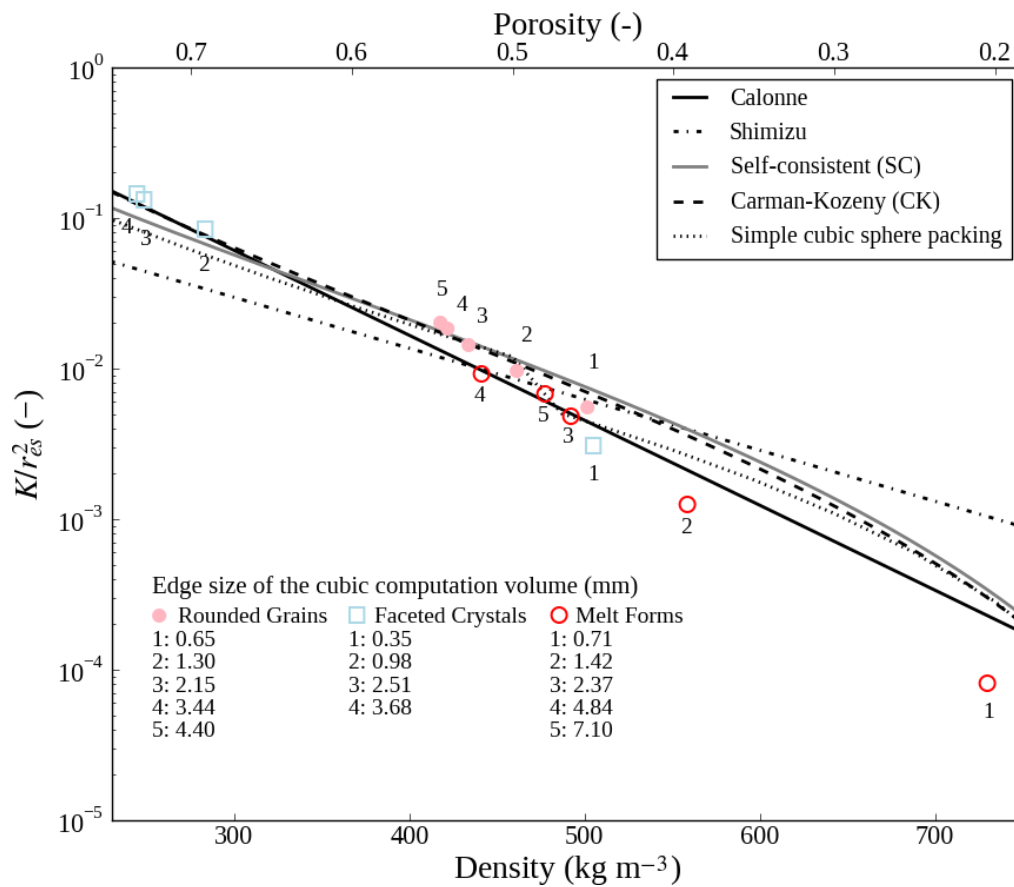 Porosity (-)
0.7 0.6 0.5 0.4 0.3 0.2
10^0
10^-1
10^-2
10^-3
10^-4
10^-5
K/r_es^2 (−)
Calonne
Shimizu
Self-consistent (SC)
Carman-Kozeny (CK)
Simple cubic sphere packing
4 3 2
5 4 3 2 1
4 5 3 1
2
1
Edge size of the cubic computation volume (mm)
Rounded Grains Faceted Crystals Melt Forms
1: 0.65 1: 0.35 1: 0.71
2: 1.30 2: 0.98 2: 1.42
3: 2.15 3: 2.51 3: 2.37
4: 3.44 4: 3.68 4: 4.84
5: 4.40 5: 7.10
300 400 500 600 700
Density (kg m^-3)